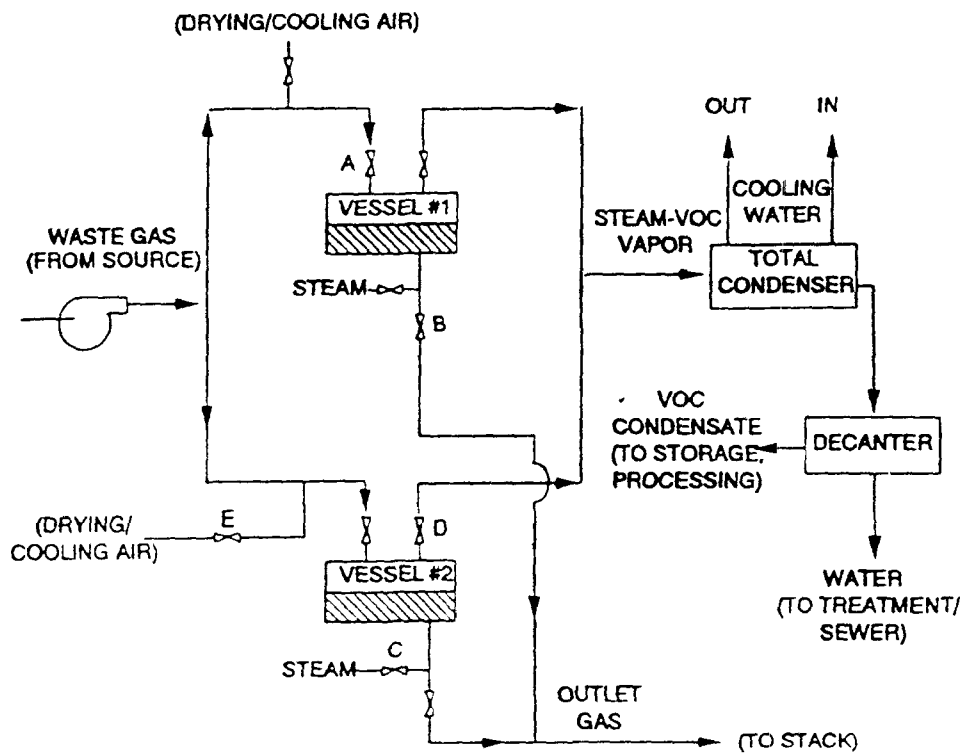 (DRYING/COOLING AIR)
OUT
IN
A
VESSEL #1
COOLING
WATER
STEAM-VOC
VAPOR
TOTAL
CONDENSER
WASTE GAS
(FROM SOURCE)
STEAM
B
VOC
CONDENSATE
(TO STORAGE,
PROCESSING)
DECANTER
E
(DRYING/
COOLING AIR)
D
VESSEL #2
WATER
(TO TREATMENT/
SEWER)
C
STEAM
OUTLET
GAS
(TO STACK)